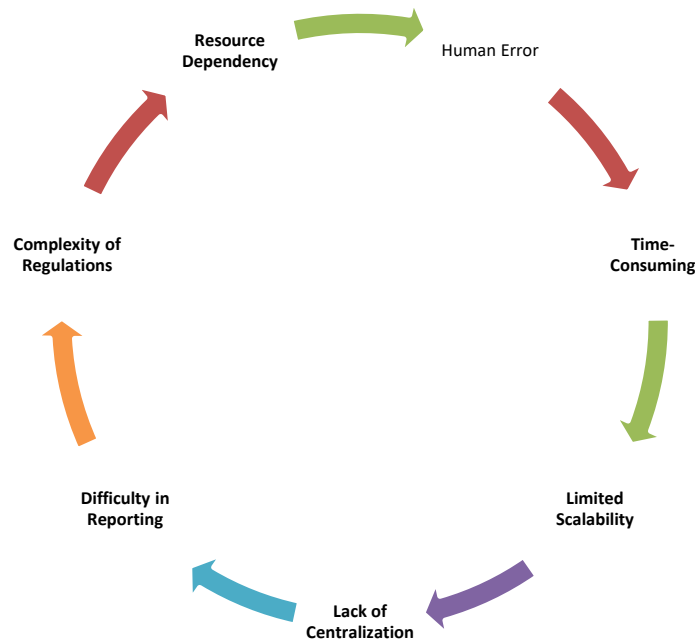 Resource
Dependency
Human Error
Time-
Consuming
Limited
Scalability
Lack of
Centralization
Difficulty in
Reporting
Complexity of
Regulations